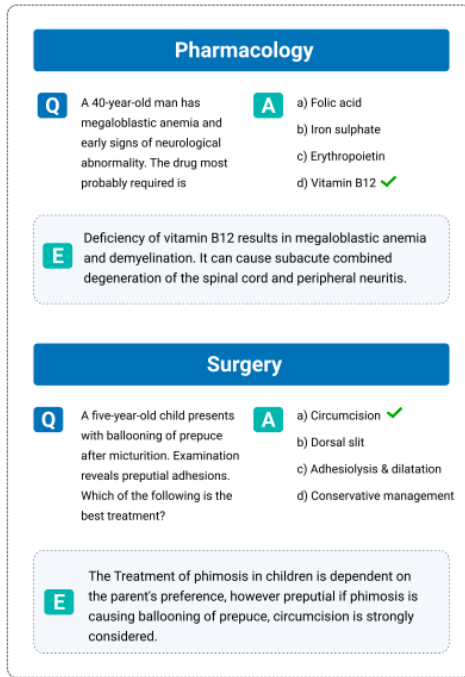 Pharmacology
Q
A 40-year-old man has
megaloblastic anemia and
early signs of neurological
abnormality. The drug most
probably required is
A
a) Folic acid
b) Iron sulphate
c) Erythropoietin
d) Vitamin B12
E
Deficiency of vitamin B12 results in megaloblastic anemia
and demyelination. It can cause subacute combined
degeneration of the spinal cord and peripheral neuritis.
Surgery
Q
A five-year-old child presents
with ballooning of prepuce
after micturition. Examination
reveals preputial adhesions.
Which of the following is the
best treatment?
A
a) Circumcision
b) Dorsal slit
c) Adhesiolysis & dilatation
d) Conservative management
E
The Treatment of phimosis in children is dependent on
the parent's preference, however preputial if phimosis is
causing ballooning of prepuce, circumcision is strongly
considered.